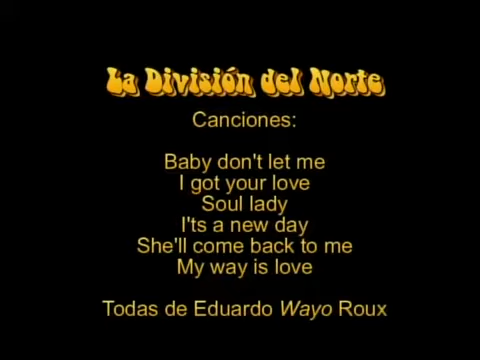 La División del Norte
Canciones:
Baby don't let me
I got your love
Soul lady
I'ts a new day
She'll come back to me
My way is love
Todas de Eduardo Wayo Roux